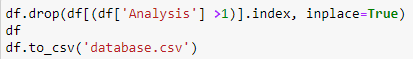 df.drop(df[(df['Analysis'] >1)].index, inplace=True)
df
df.to_csv('database.csv')